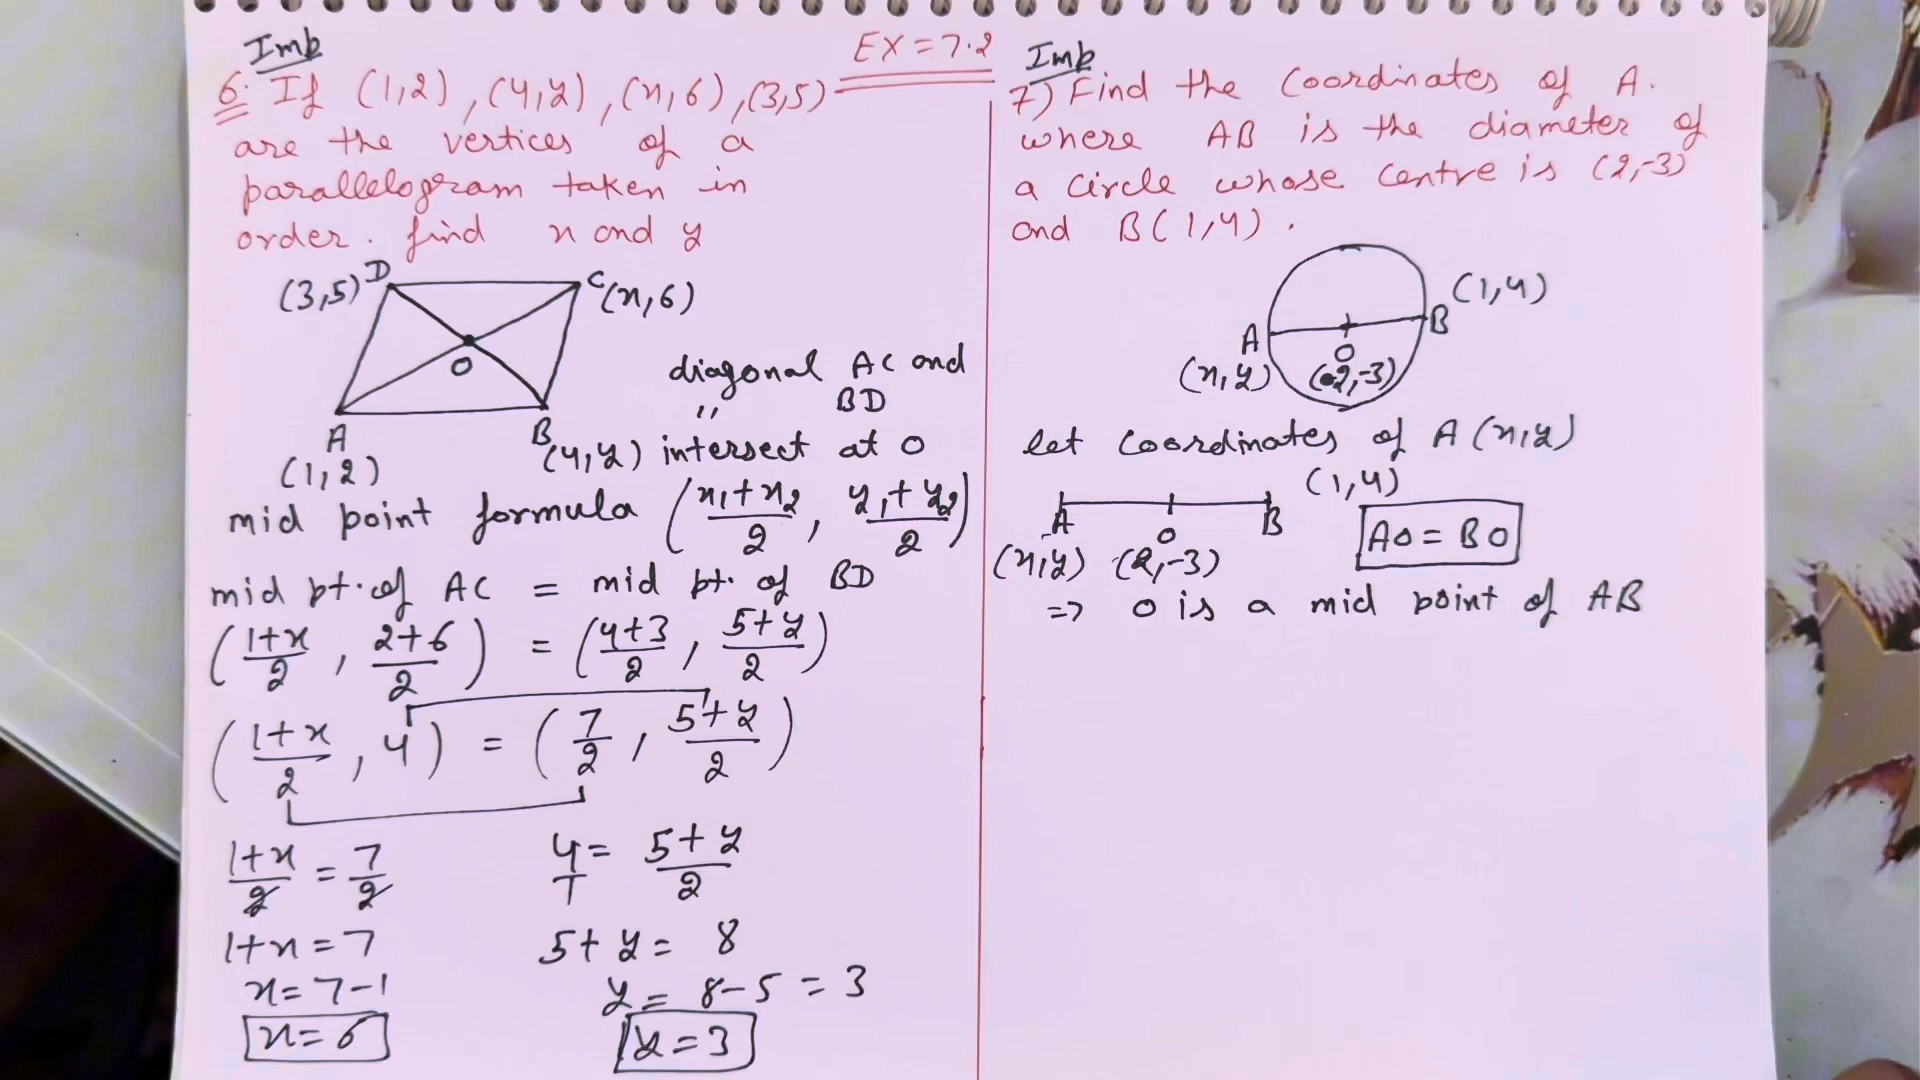 EX = 7.2
Imp
6. If (1,2), (4,y), (x,6), (3,5)
are the vertices of a
parallelogram taken in
order. find x and y
(3,5) D
C (x,6)
O
A
(1,2)
B (4,y)
diagonal AC and
" BD
intersect at O
mid point formula (x1+x2/2, y1+y2/2)
mid pt. of AC = mid pt. of BD
(1+x/2, 2+6/2) = (4+3/2, 5+y/2)
(1+x/2, 4) = (7/2, 5+y/2)
1+x/2 = 7/2
1+x = 7
x = 7-1
x = 6
4/1 = 5+y/2
5+y = 8
y = 8-5 = 3
y = 3
Imp
7) Find the Coordinates of A.
where AB is the diameter of
a circle whose centre is (2,-3)
and B(1,4).
A
(x,y)
O
(2,-3)
B (1,4)
let coordinates of A(x,y)
(1,4)
A O B
(x,y) (2,-3)
AO = BO
=> O is a mid point of AB